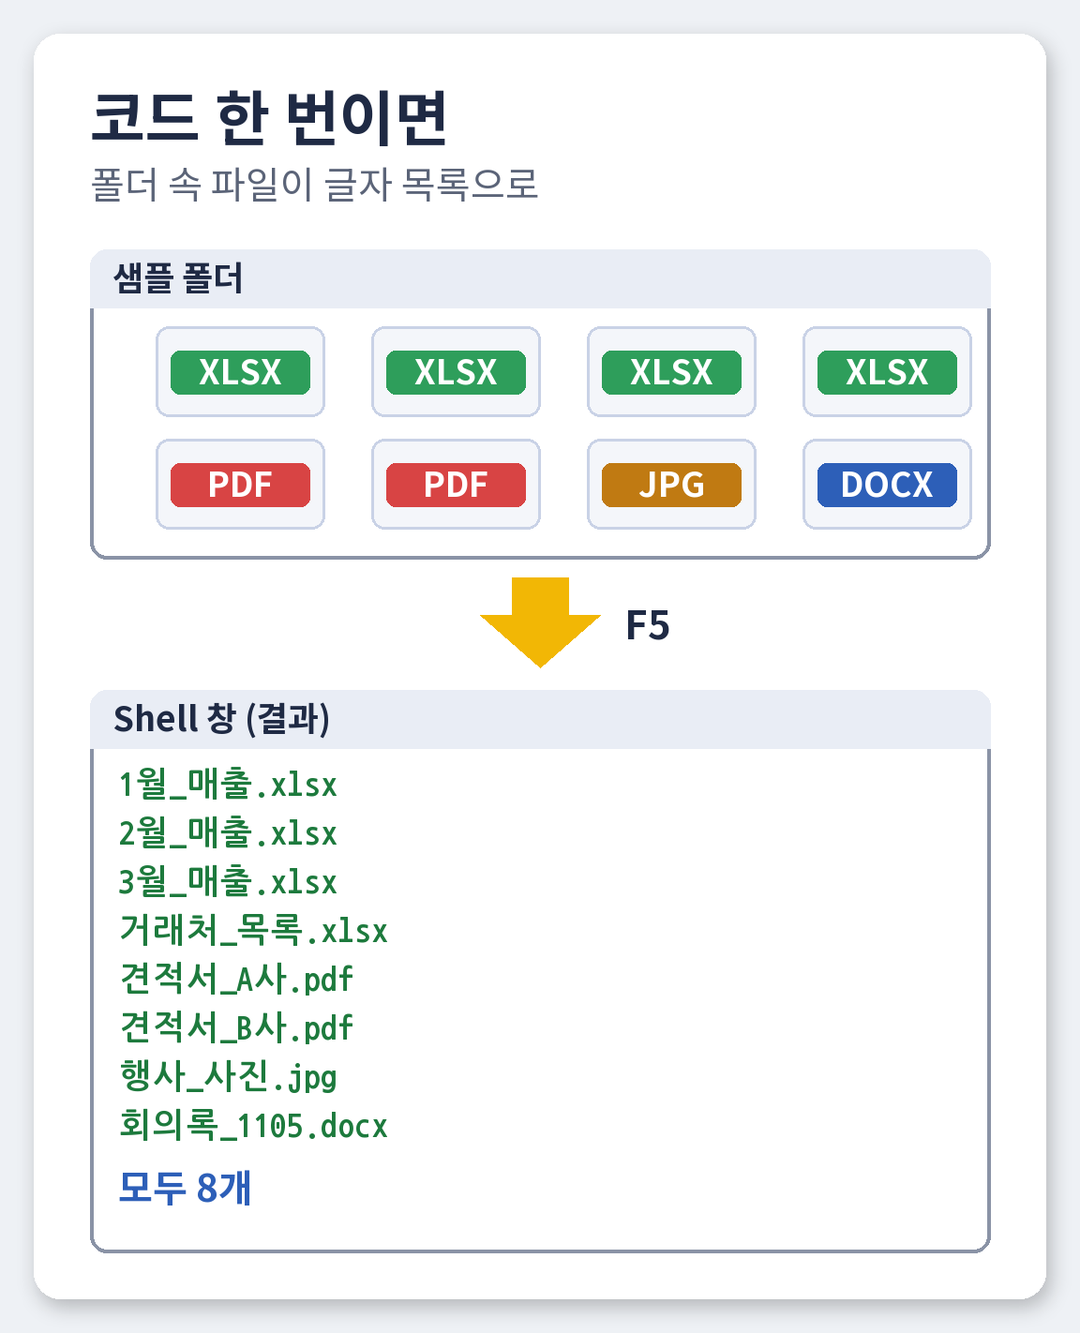 코드 한 번이면
폴더 속 파일이 글자 목록으로
샘플 폴더
XLSX XLSX XLSX XLSX
PDF PDF JPG DOCX
F5
Shell 창 (결과)
1월_매출.xlsx
2월_매출.xlsx
3월_매출.xlsx
거래처_목록.xlsx
견적서_A사.pdf
견적서_B사.pdf
행사_사진.jpg
회의록_1105.docx
모두 8개